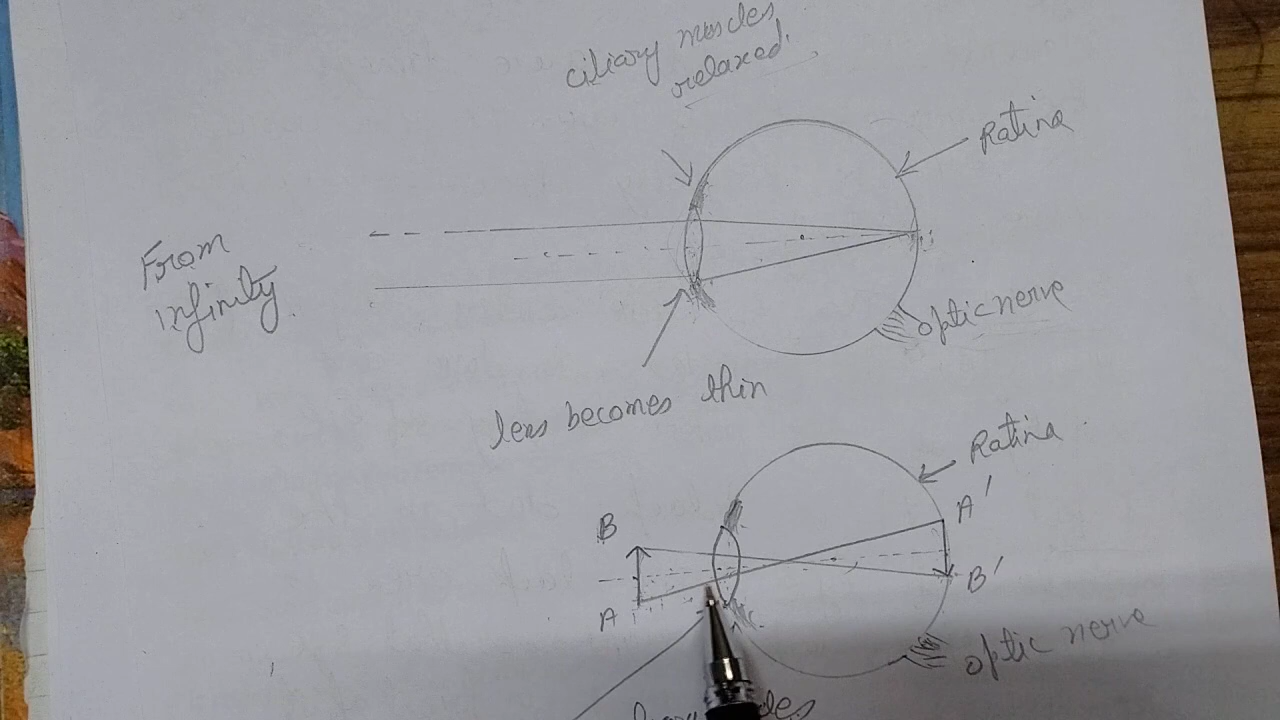 ciliary muscles
relaxed.
Ratina
From
infinity
optic nerve
lens becomes thin
Ratina
B
A'
A
B'
optic nerve